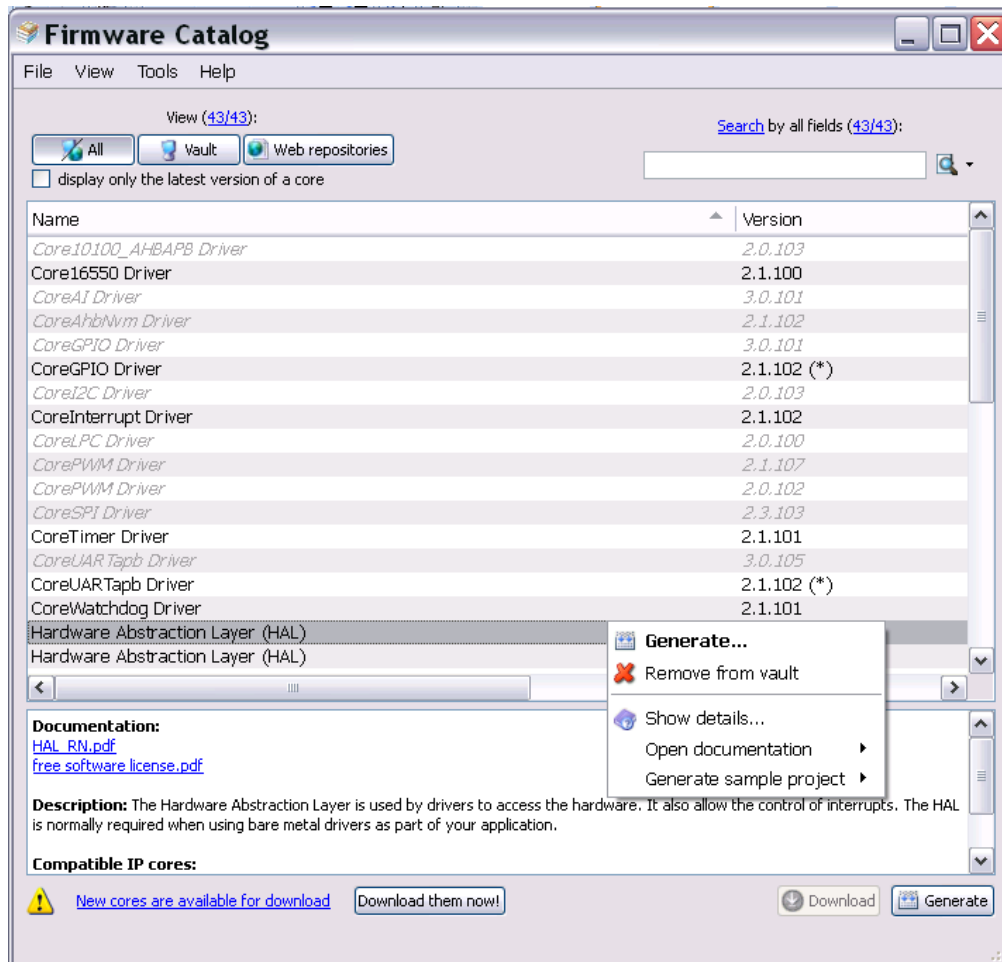 Firmware Catalog
File View Tools Help
View (43/43):
Search by all fields (43/43):
All Vault Web repositories
display only the latest version of a core
Name Version
Core10100_AHBAPB Driver 2.0.103
Core16550 Driver 2.1.100
CoreAI Driver 3.0.101
CoreAhbNvm Driver 2.1.102
CoreGPIO Driver 3.0.101
CoreGPIO Driver 2.1.102 (*)
CoreI2C Driver 2.0.103
CoreInterrupt Driver 2.1.102
CoreLPC Driver 2.0.100
CorePWM Driver 2.1.107
CorePWM Driver 2.0.102
CoreSPI Driver 2.3.103
CoreTimer Driver 2.1.101
CoreUARTapb Driver 3.0.105
CoreUARTapb Driver 2.1.102 (*)
CoreWatchdog Driver 2.1.101
Hardware Abstraction Layer (HAL)
Hardware Abstraction Layer (HAL)
Generate...
Remove from vault
Show details...
Open documentation
Generate sample project
Documentation:
HAL_RN.pdf
free software license.pdf
Description: The Hardware Abstraction Layer is used by drivers to access the hardware. It also allow the control of interrupts. The HAL
is normally required when using bare metal drivers as part of your application.
Compatible IP cores:
New cores are available for download Download them now! Download Generate